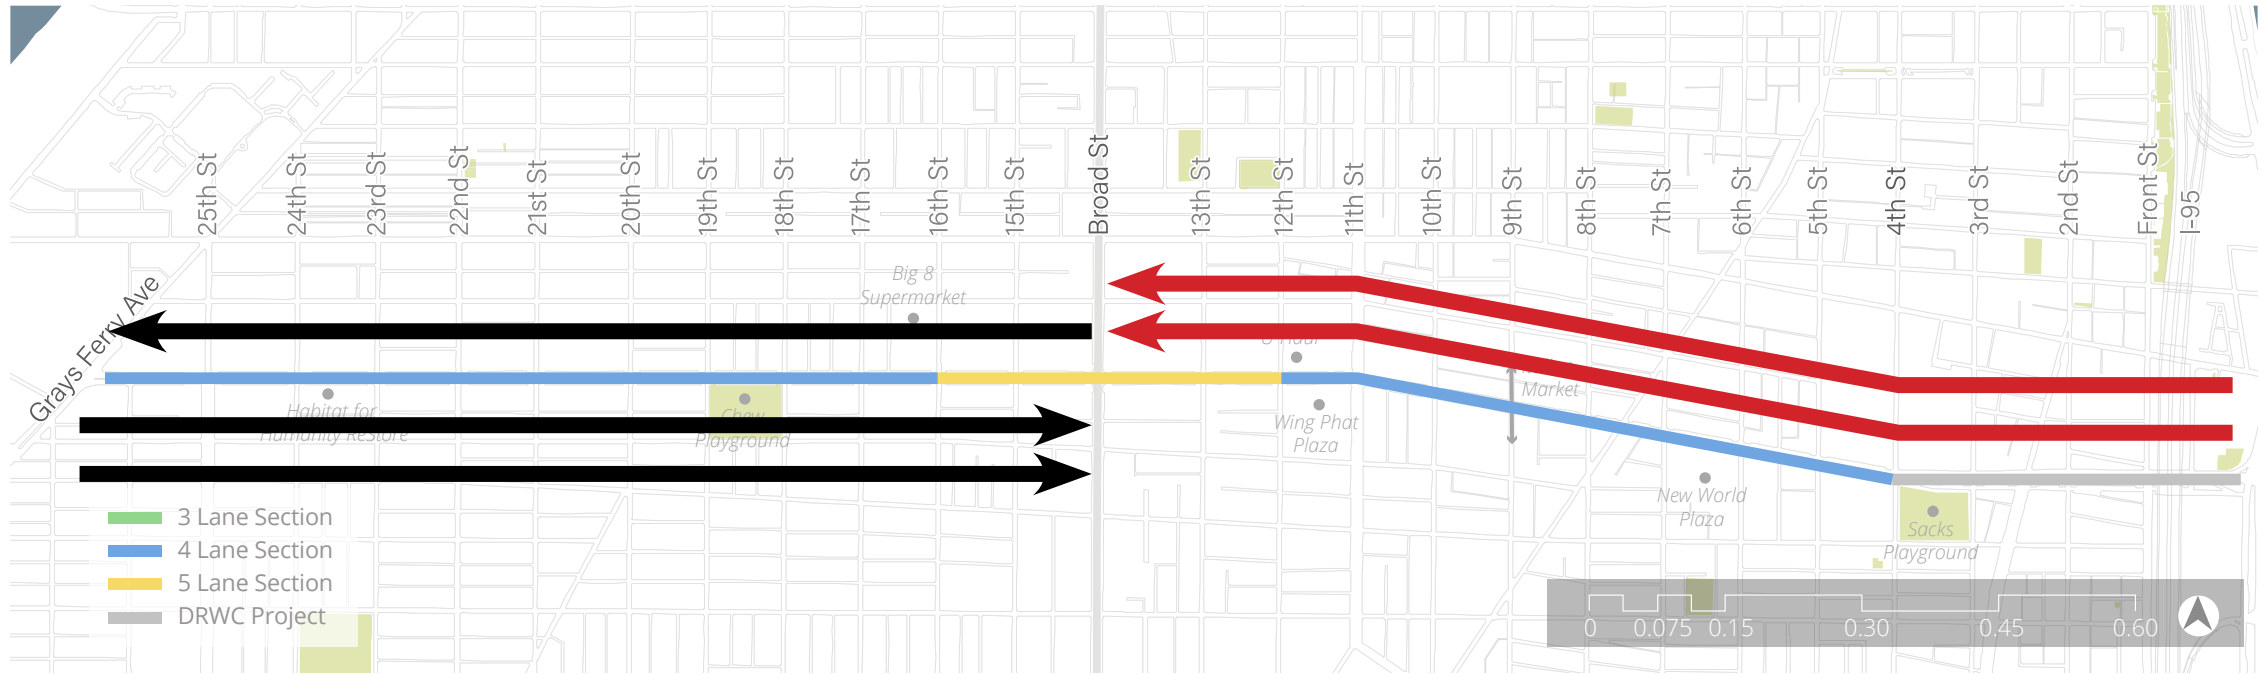 25th St
24th St
23rd St
22nd St
21st St
20th St
19th St
18th St
17th St
16th St
15th St
Broad St
13th St
12th St
11th St
10th St
9th St
8th St
7th St
6th St
5th St
4th St
3rd St
2nd St
Front St
I-95
Grays Ferry Ave
Big 8
Supermarket
Market
Habitat for
Humanity ReStore
Chew
Playground
Wing Phat
Plaza
New World
Plaza
Sacks
Playground
3 Lane Section
4 Lane Section
5 Lane Section
DRWC Project
0 0.075 0.15 0.30 0.45 0.60